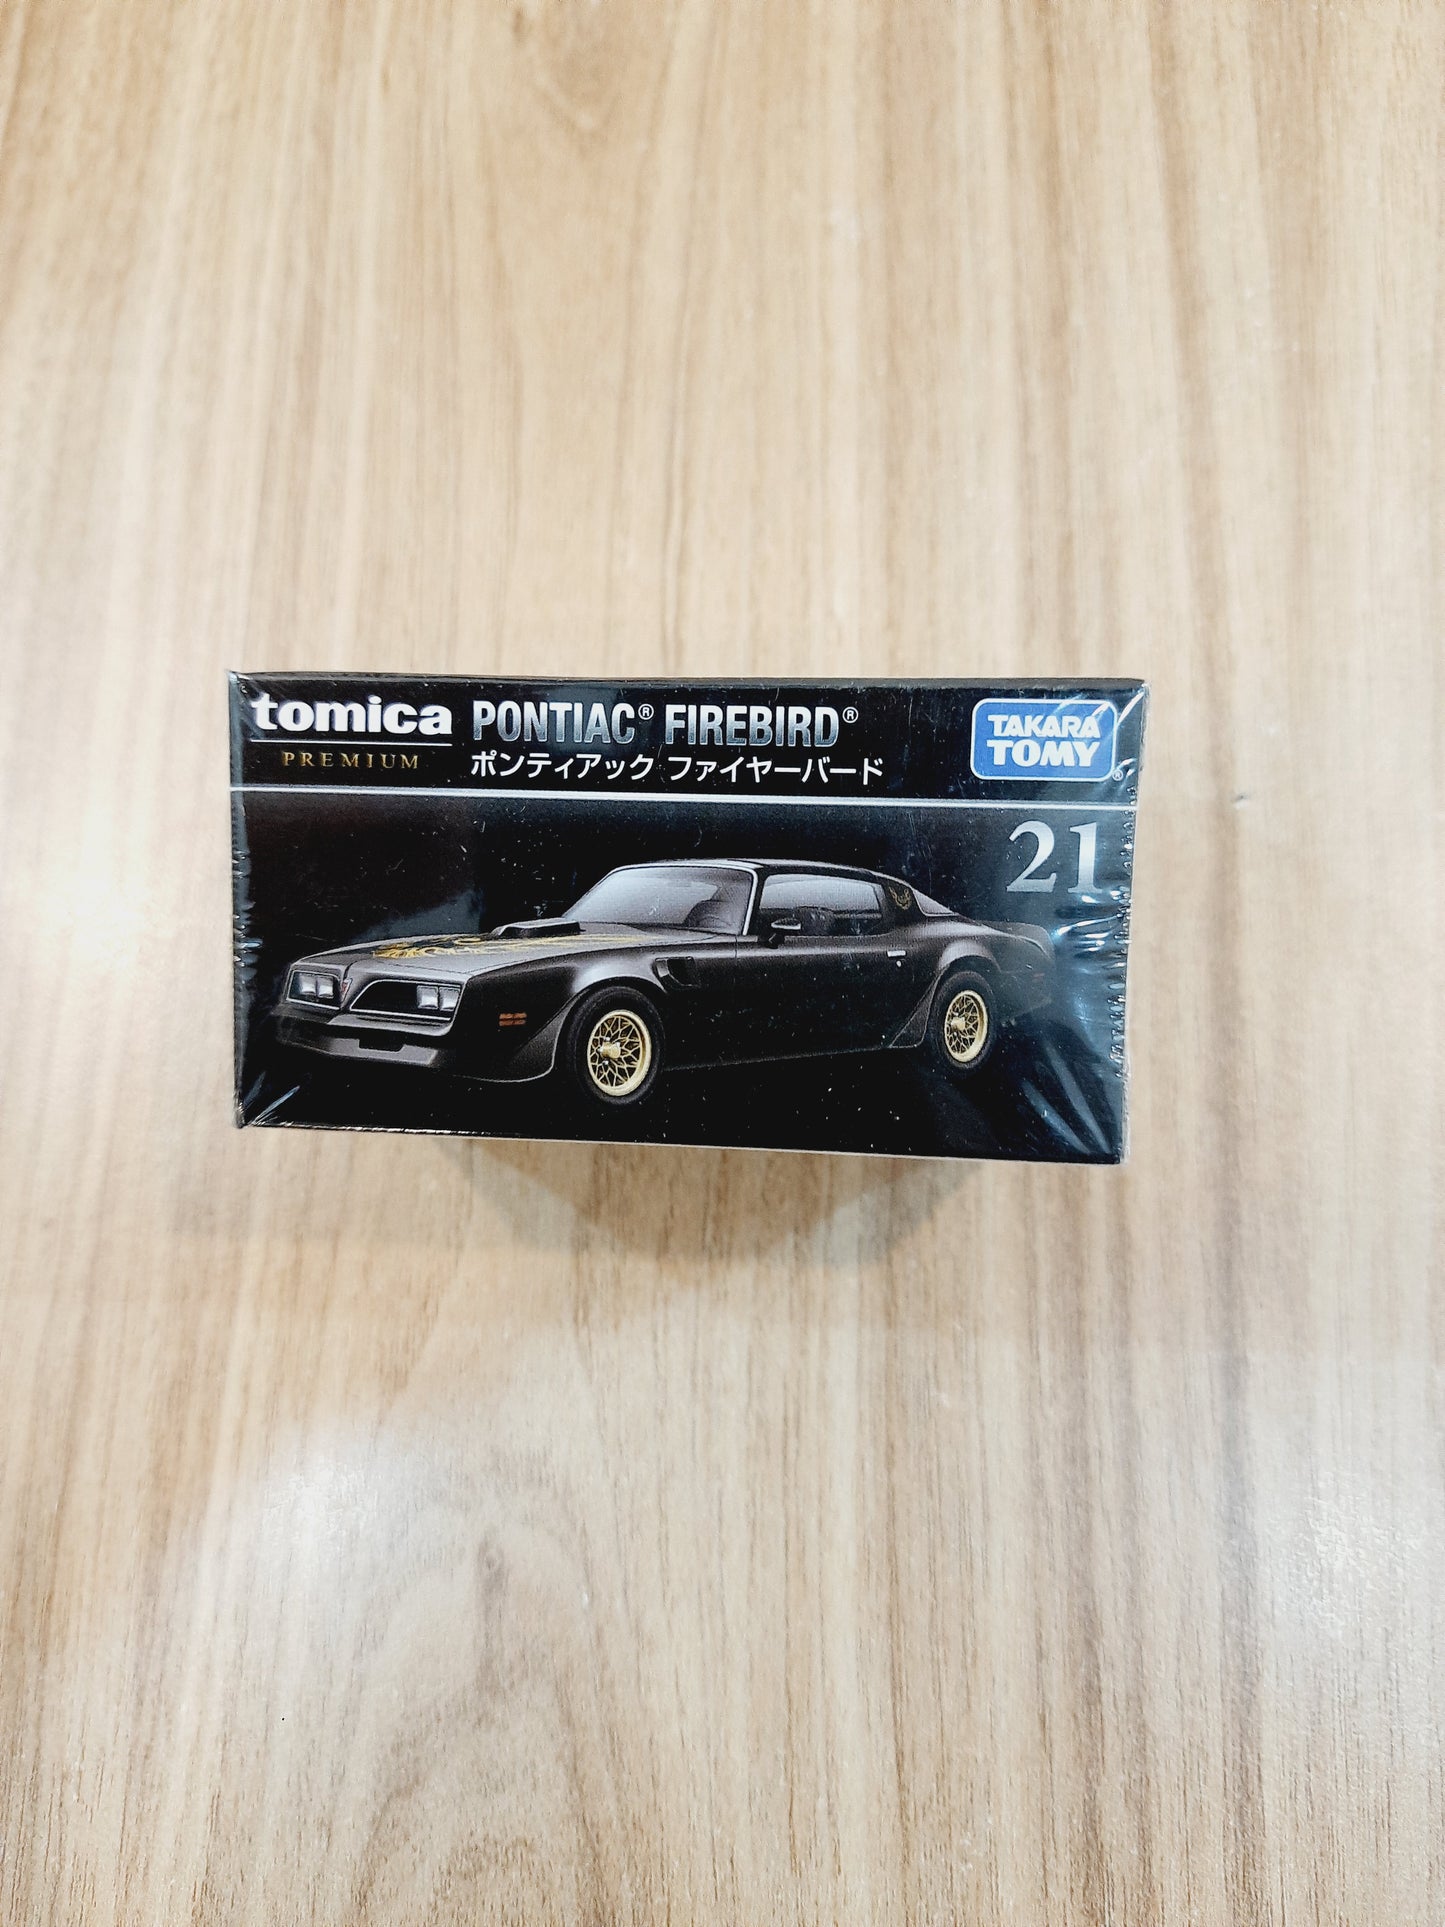 tomica
PREMIUM
PONTIAC® FIREBIRD®
ポンティアック ファイヤーバード
TAKARA
TOMY®
21